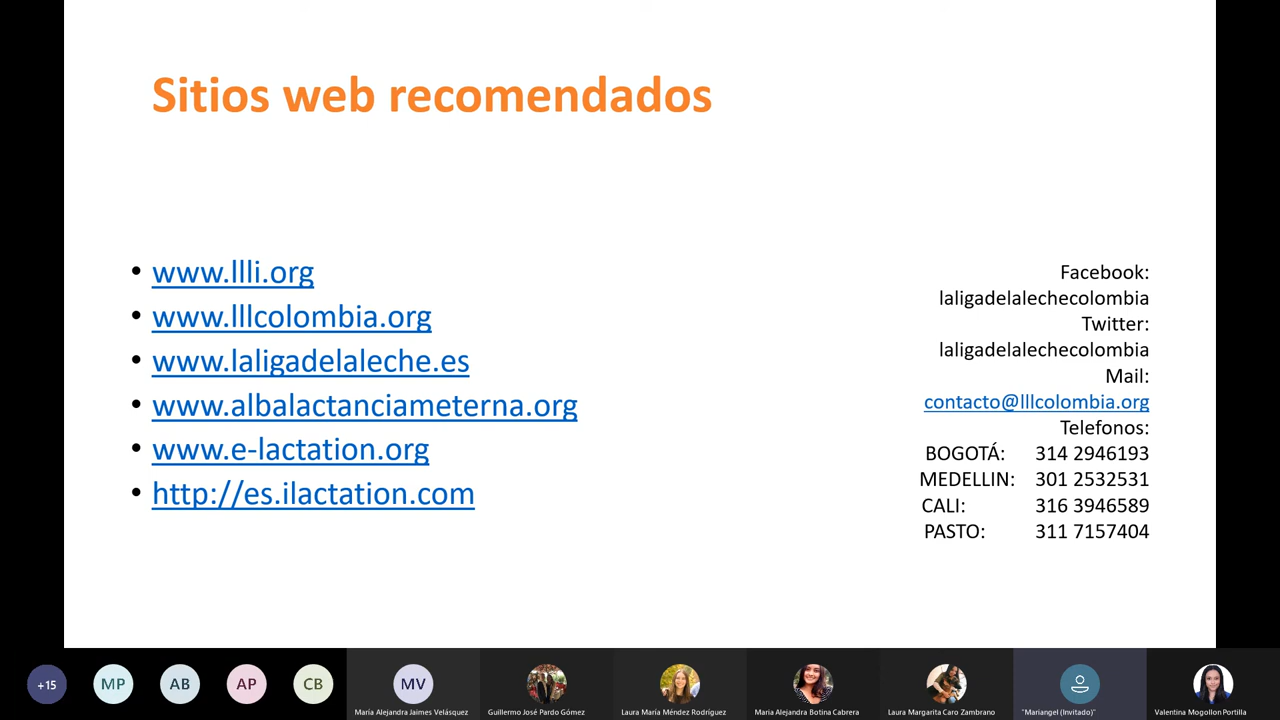 Sitios web recomendados
• www.llli.org
• www.lllcolombia.org
• www.laligadelaleche.es
• www.albalactanciameterna.org
• www.e-lactation.org
• http://es.ilactation.com
Facebook:
laligadelalechecolombia
Twitter:
laligadelalechecolombia
Mail:
contacto@lllcolombia.org
Telefonos:
BOGOTÁ: 314 2946193
MEDELLIN: 301 2532531
CALI: 316 3946589
PASTO: 311 7157404
+15
MP
AB
AP
CB
MV
María Alejandra Jaimes Velásquez
Guillermo José Pardo Gómez
Laura María Méndez Rodríguez
Maria Alejandra Botina Cabrera
Laura Margarita Caro Zambrano
"Mariangel (Invitado)"
Valentina Mogollon Portilla